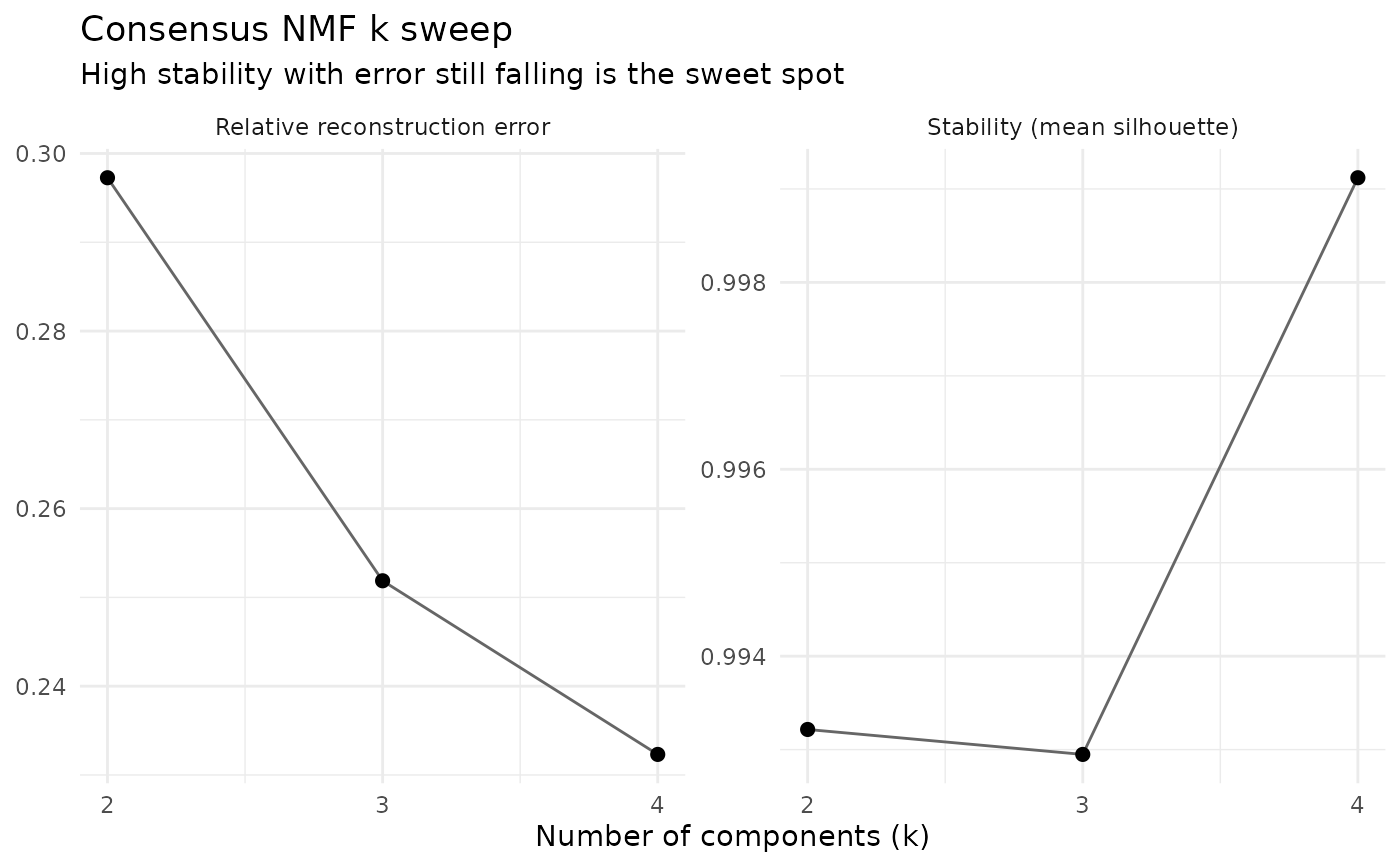 Consensus NMF k sweep
High stability with error still falling is the sweet spot
Relative reconstruction error
0.30
0.28
0.26
0.24
2 3 4
Stability (mean silhouette)
0.998
0.996
0.994
2 3 4
Number of components (k)